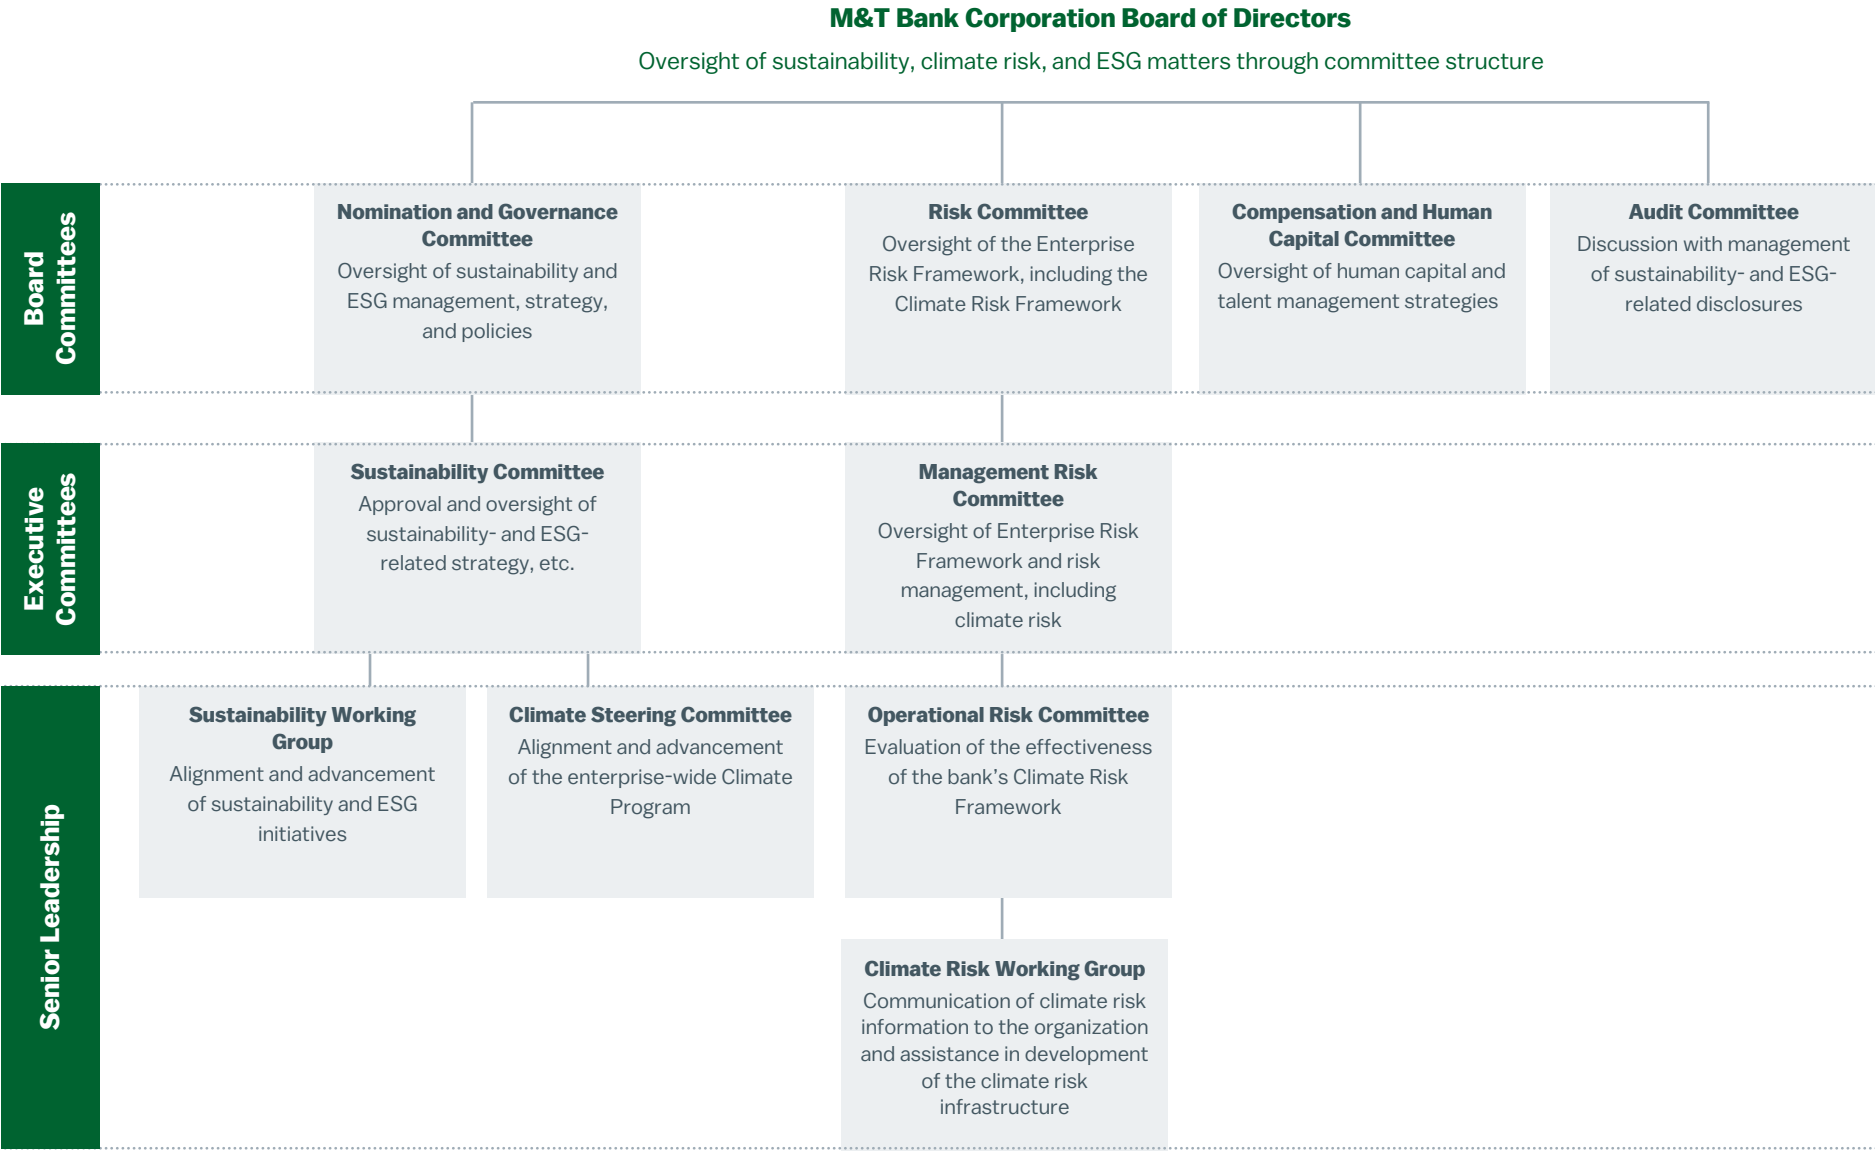 M&T Bank Corporation Board of Directors
Oversight of sustainability, climate risk, and ESG matters through committee structure
Board
Committees
Nomination and Governance
Committee
Oversight of sustainability and
ESG management, strategy,
and policies
Risk Committee
Oversight of the Enterprise
Risk Framework, including the
Climate Risk Framework
Compensation and Human
Capital Committee
Oversight of human capital and
talent management strategies
Audit Committee
Discussion with management
of sustainability- and ESG-
related disclosures
Executive
Committees
Sustainability Committee
Approval and oversight of
sustainability- and ESG-
related strategy, etc.
Management Risk
Committee
Oversight of Enterprise Risk
Framework and risk
management, including
climate risk
Senior Leadership
Sustainability Working
Group
Alignment and advancement
of sustainability and ESG
initiatives
Climate Steering Committee
Alignment and advancement
of the enterprise-wide Climate
Program
Operational Risk Committee
Evaluation of the effectiveness
of the bank’s Climate Risk
Framework
Climate Risk Working Group
Communication of climate risk
information to the organization
and assistance in development
of the climate risk
infrastructure